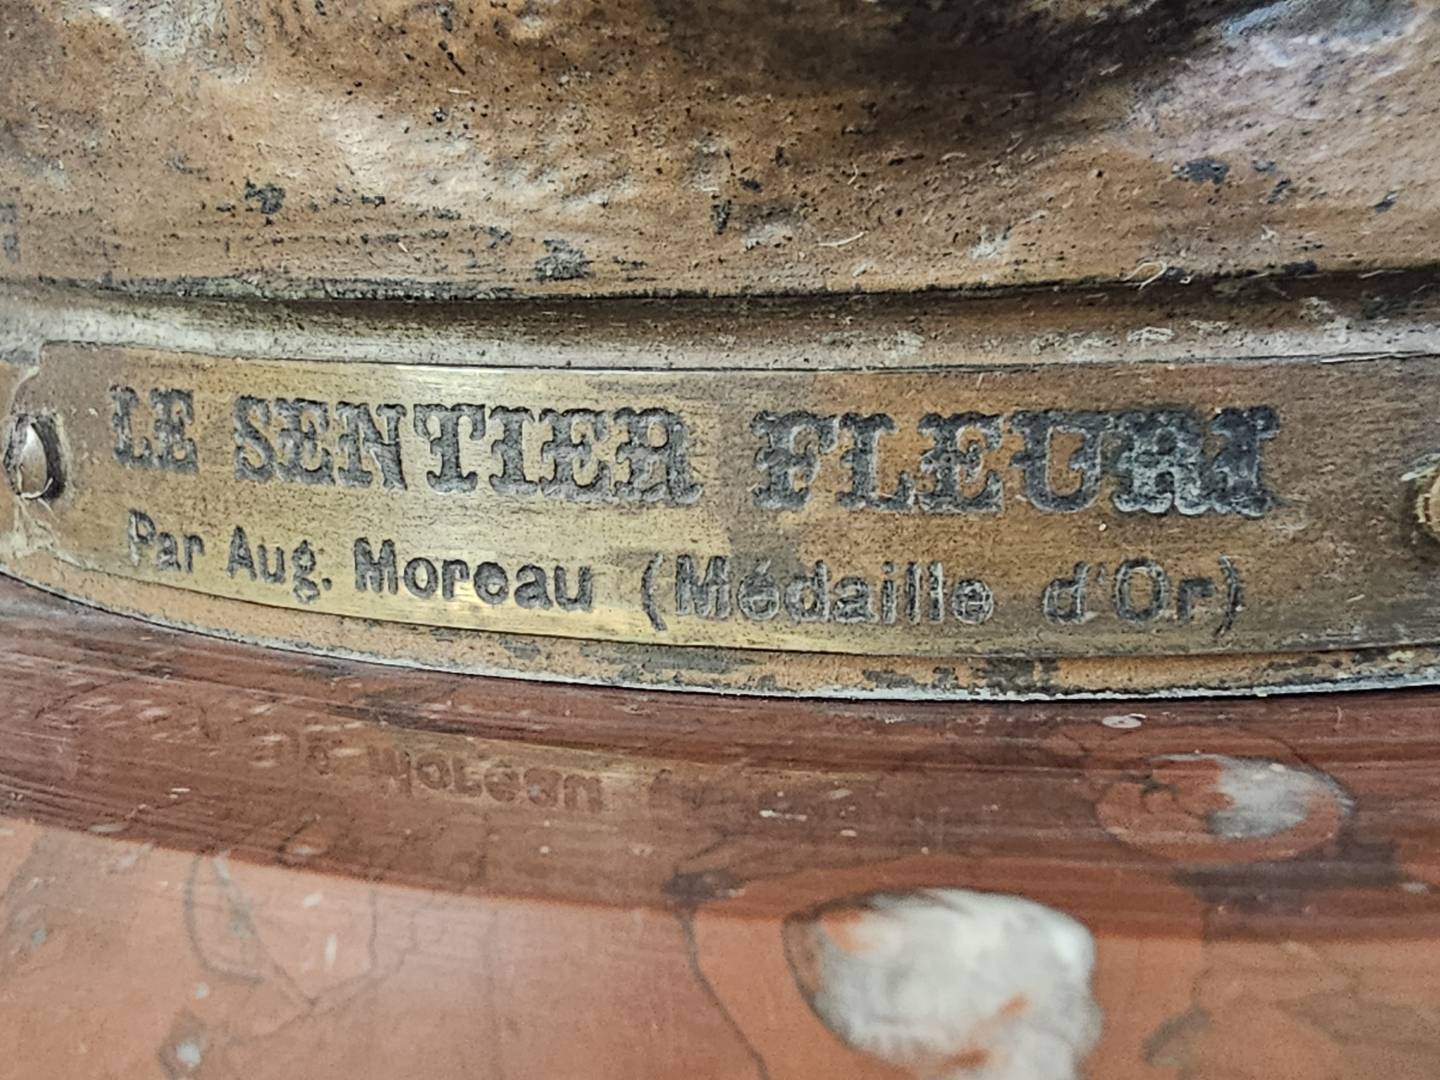 LE SENTIER FLEURI
Par Aug. Moreau (Médaille d'Or)